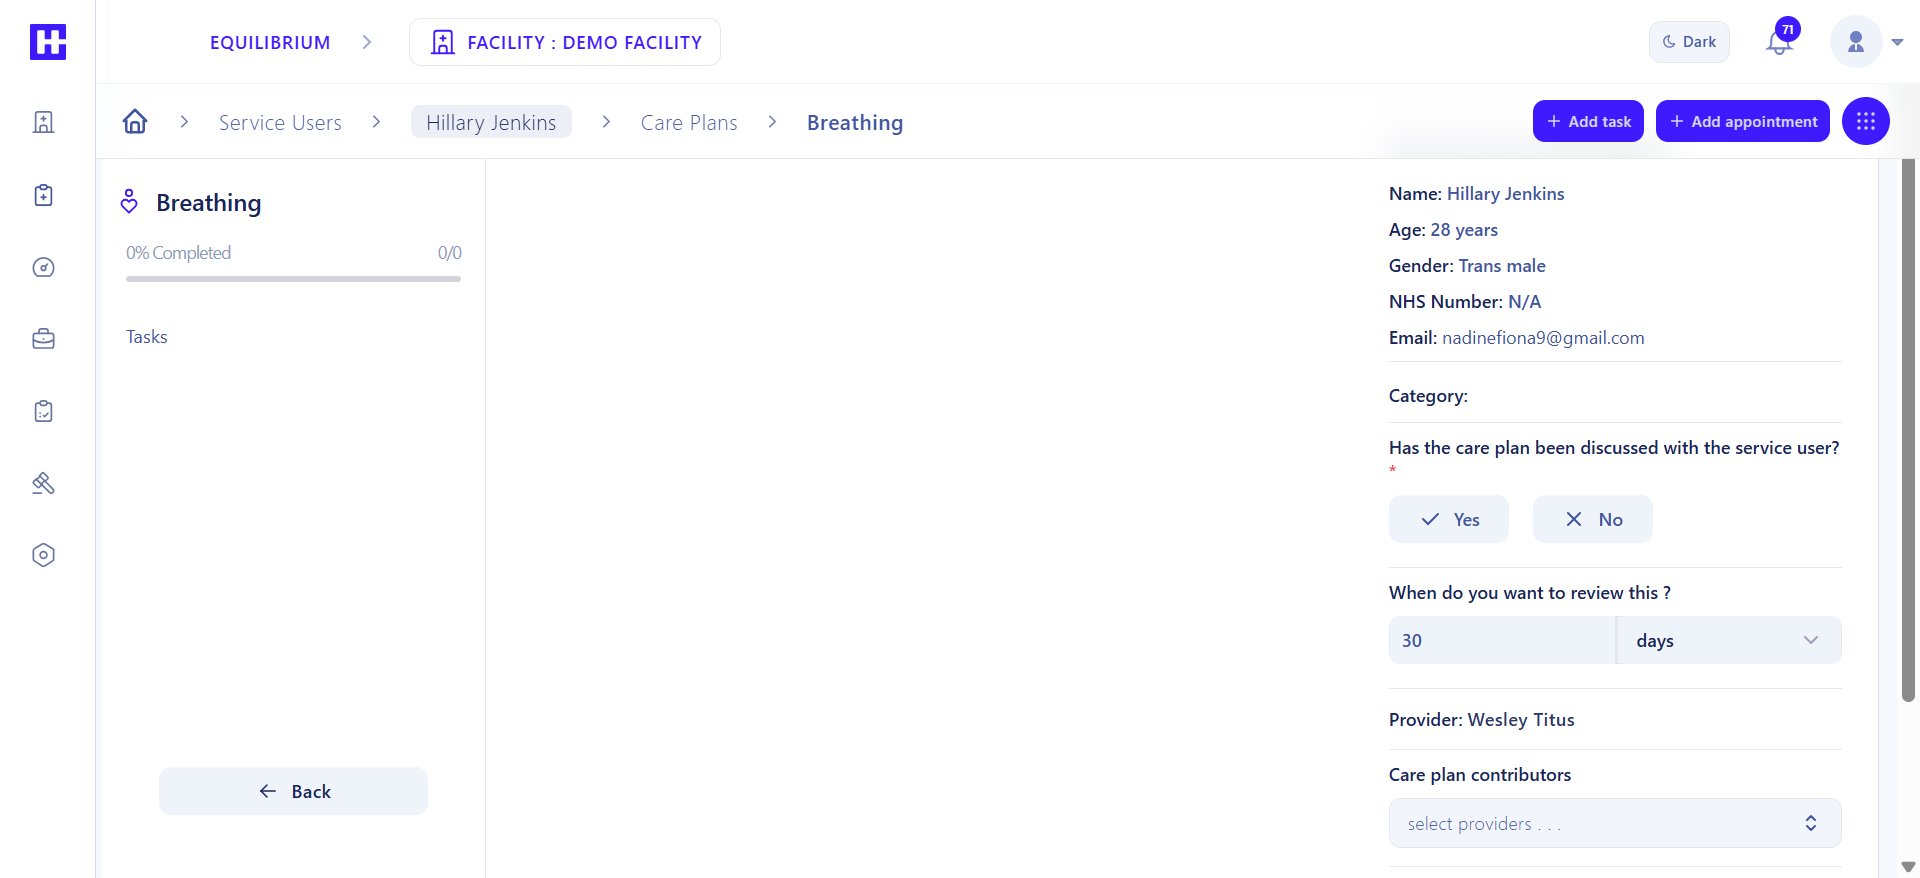 EQUILIBRIUM
FACILITY : DEMO FACILITY
Dark
71
Service Users
Hillary Jenkins
Care Plans
Breathing
+ Add task
+ Add appointment
Breathing
0% Completed
0/0
Tasks
Back
Name: Hillary Jenkins
Age: 28 years
Gender: Trans male
NHS Number: N/A
Email: nadinefiona9@gmail.com
Category:
Has the care plan been discussed with the service user?
*
Yes
No
When do you want to review this ?
30
days
Provider: Wesley Titus
Care plan contributors
select providers . . .